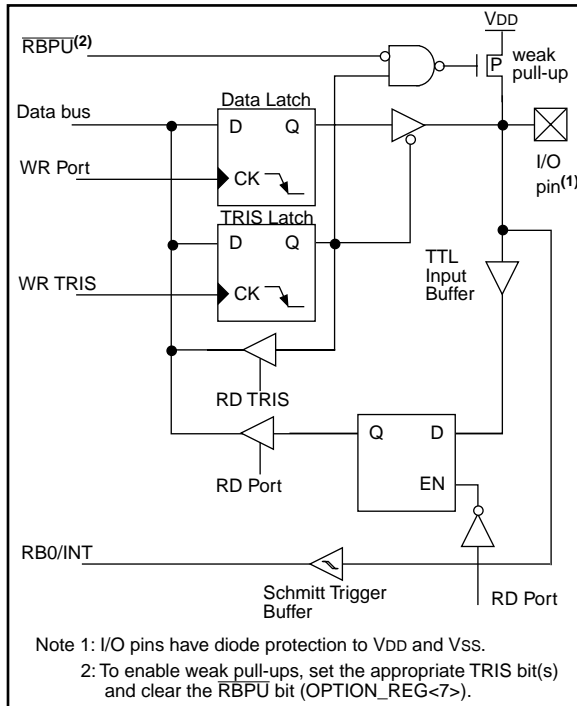 VDD
RBPU(2)
weak
pull-up
P
Data bus
Data Latch
D Q
WR Port
CK
I/O
pin(1)
TRIS Latch
D Q
TTL
Input
Buffer
WR TRIS
CK
RD TRIS
Q D
RD Port
EN
RB0/INT
Schmitt Trigger
Buffer
RD Port
Note 1: I/O pins have diode protection to VDD and VSS.
2: To enable weak pull-ups, set the appropriate TRIS bit(s)
and clear the RBPU bit (OPTION_REG<7>).